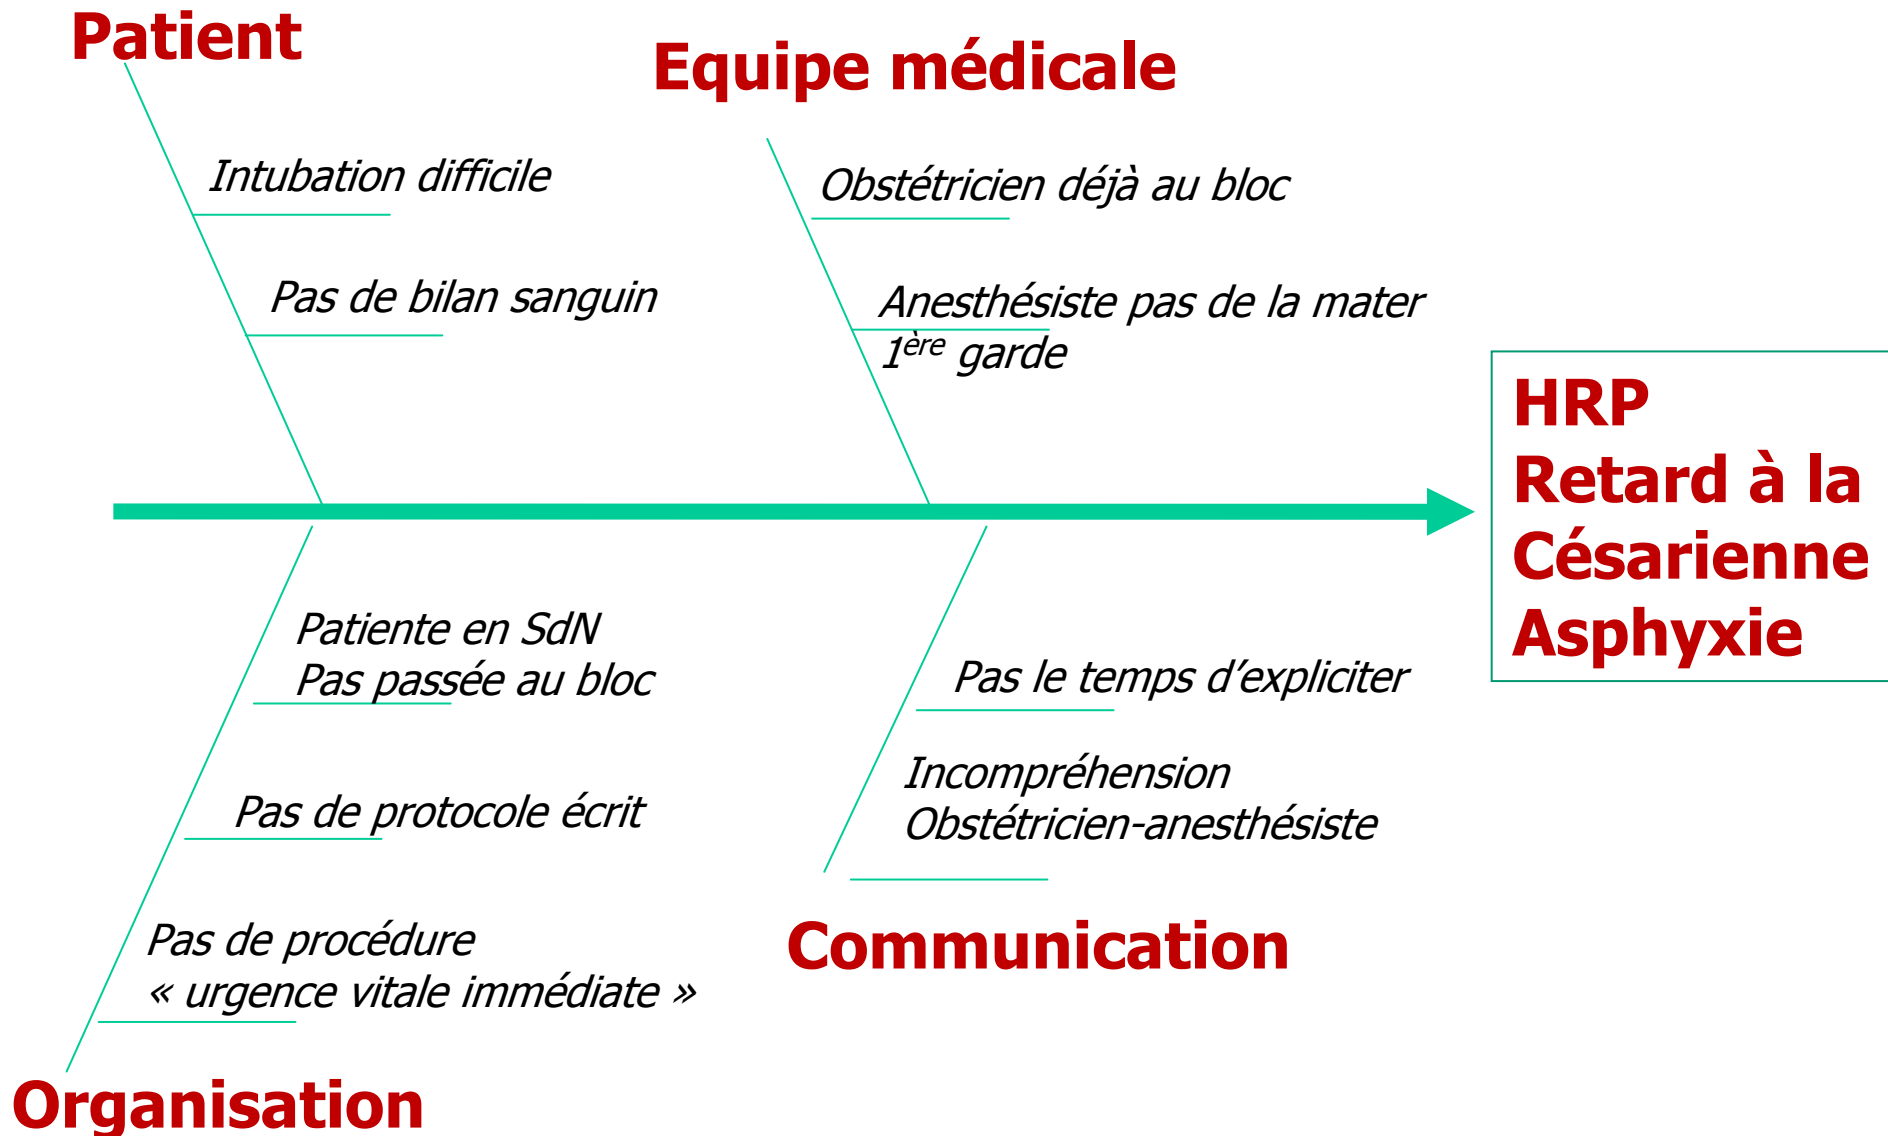 Patient
Equipe médicale
Intubation difficile
Obstétricien déjà au bloc
Pas de bilan sanguin
Anesthésiste pas de la mater
1ère garde
HRP
Retard à la
Césarienne
Asphyxie
Patiente en SdN
Pas passée au bloc
Pas le temps d’expliciter
Pas de protocole écrit
Incompréhension
Obstétricien-anesthésiste
Pas de procédure
« urgence vitale immédiate »
Communication
Organisation